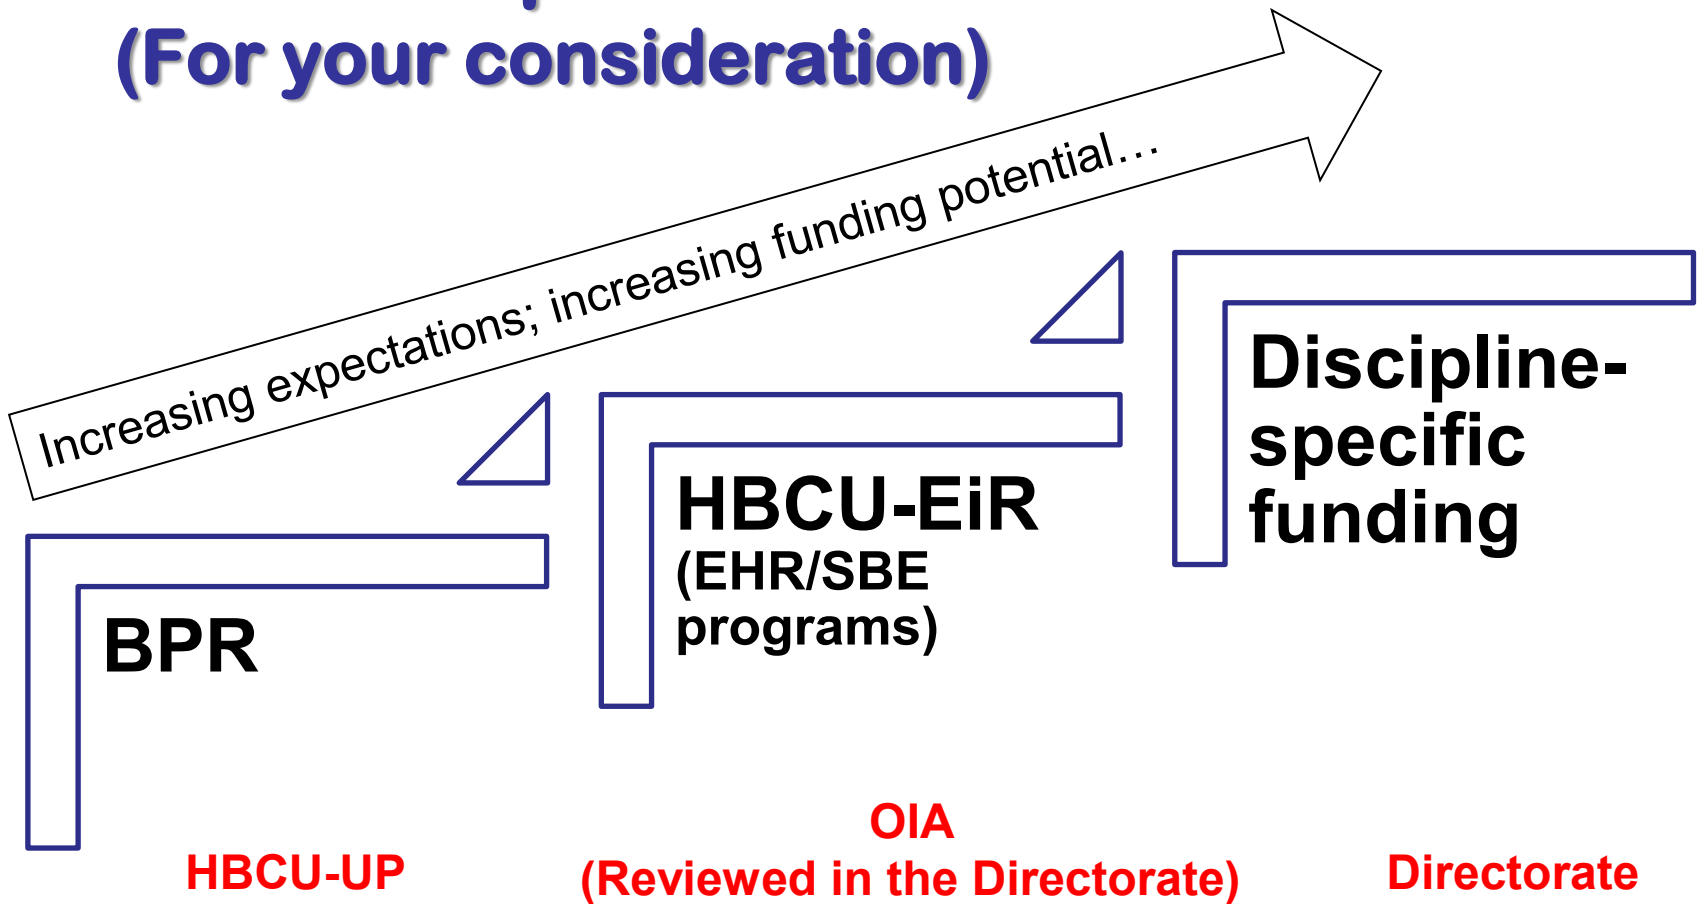 (For your consideration)
Increasing expectations; increasing funding potential…
Discipline-
specific
funding
HBCU-EiR
(EHR/SBE
programs)
BPR
HBCU-UP
OIA
(Reviewed in the Directorate)
Directorate